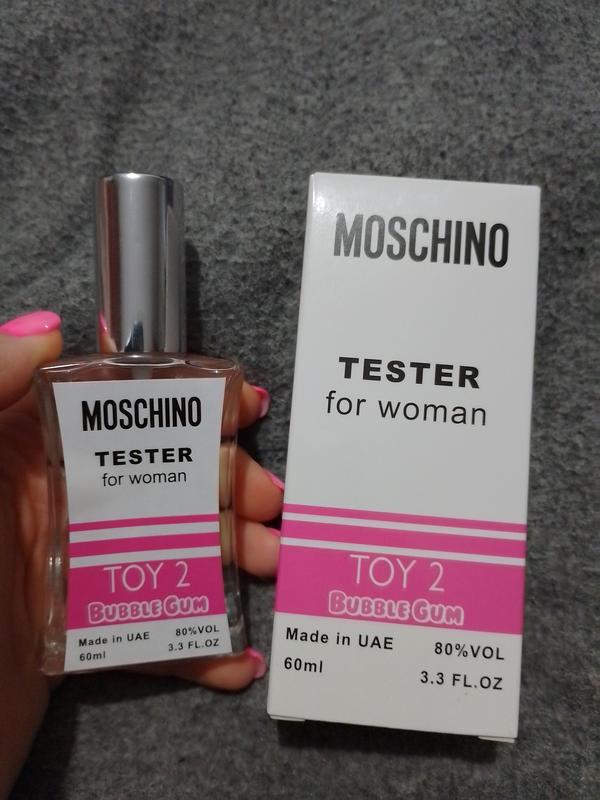 MOSCHINO
TESTER
for woman
TOY 2
BUBBLE GUM
Made in UAE 80%VOL
60ml 3.3 FL.OZ
MOSCHINO
TESTER
for woman
TOY 2
BUBBLE GUM
Made in UAE 80%VOL
60ml 3.3 FL.OZ